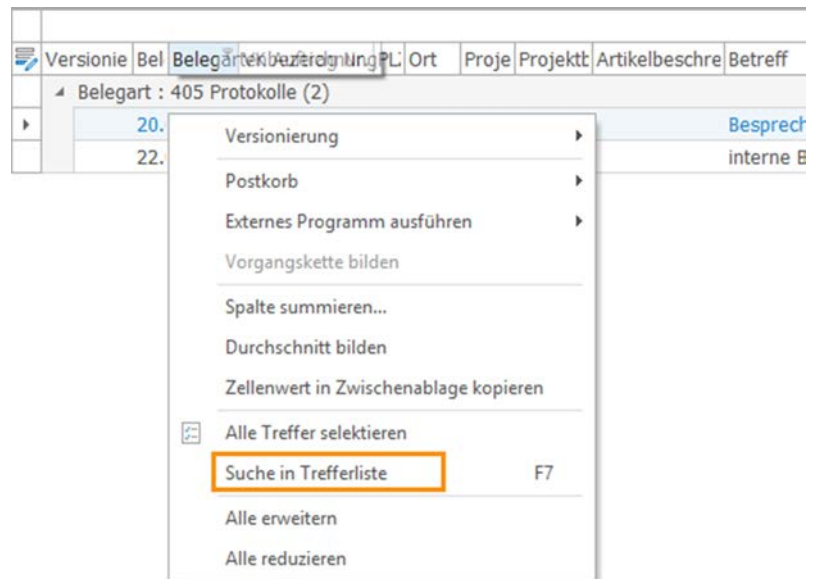 Versionie Bel Belegartenbezeichnung PL Ort Proje Projektb Artikelbeschre Betreff
Belegart : 405 Protokolle (2)
20. Besprech
22. interne B
Versionierung
Postkorb
Externes Programm ausführen
Vorgangskette bilden
Spalte summieren...
Durchschnitt bilden
Zellenwert in Zwischenablage kopieren
Alle Treffer selektieren
Suche in Trefferliste F7
Alle erweitern
Alle reduzieren